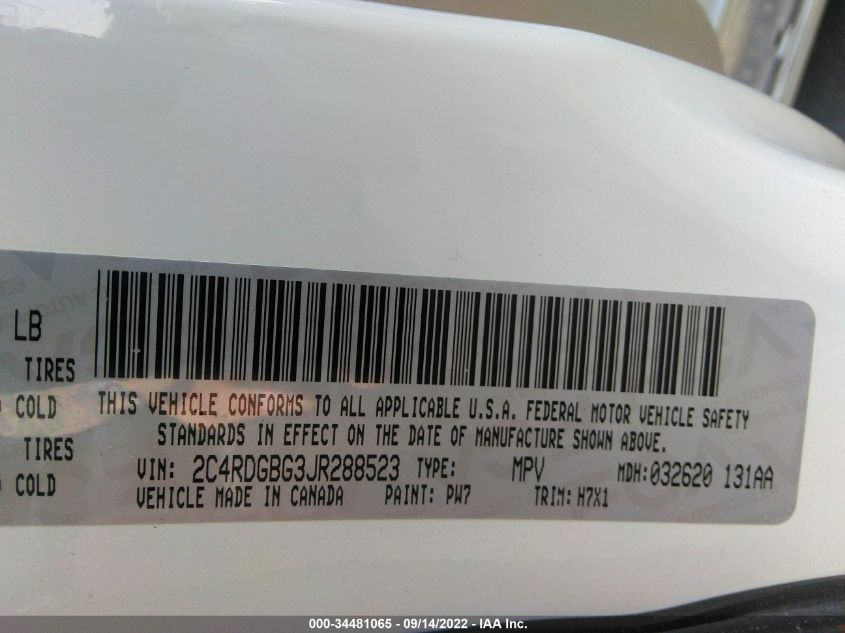 LB
TIRES
COLD
TIRES
COLD
THIS VEHICLE CONFORMS TO ALL APPLICABLE U.S.A. FEDERAL MOTOR VEHICLE SAFETY
STANDARDS IN EFFECT ON THE DATE OF MANUFACTURE SHOWN ABOVE.
VIN: 2C4RDGBG3JR288523 TYPE: MPV MDH:032620 131AA
VEHICLE MADE IN CANADA PAINT: PW7 TRIM: H7X1
000-34481065 - 09/14/2022 - IAA Inc.